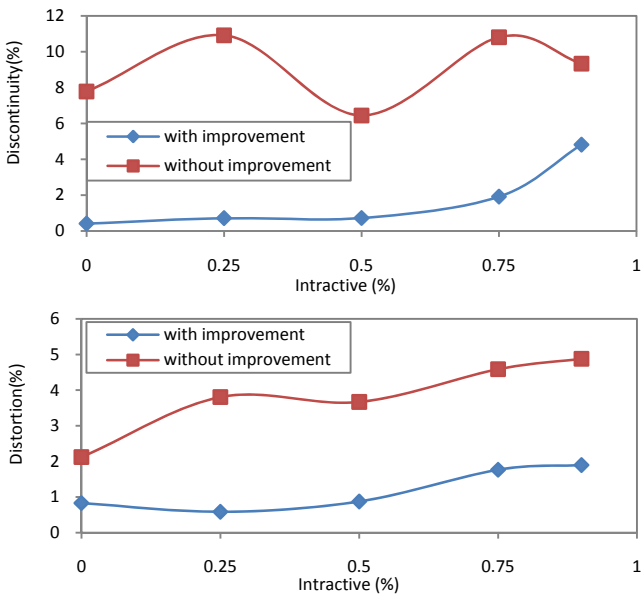 12
10
8
6
4
2
0
Discontinuity(%)
with improvement
without improvement
0 0.25 0.5 0.75 1
Intractive (%)
6
5
4
3
2
1
0
Distortion(%)
with improvement
without improvement
0 0.25 0.5 0.75 1
Intractive (%)